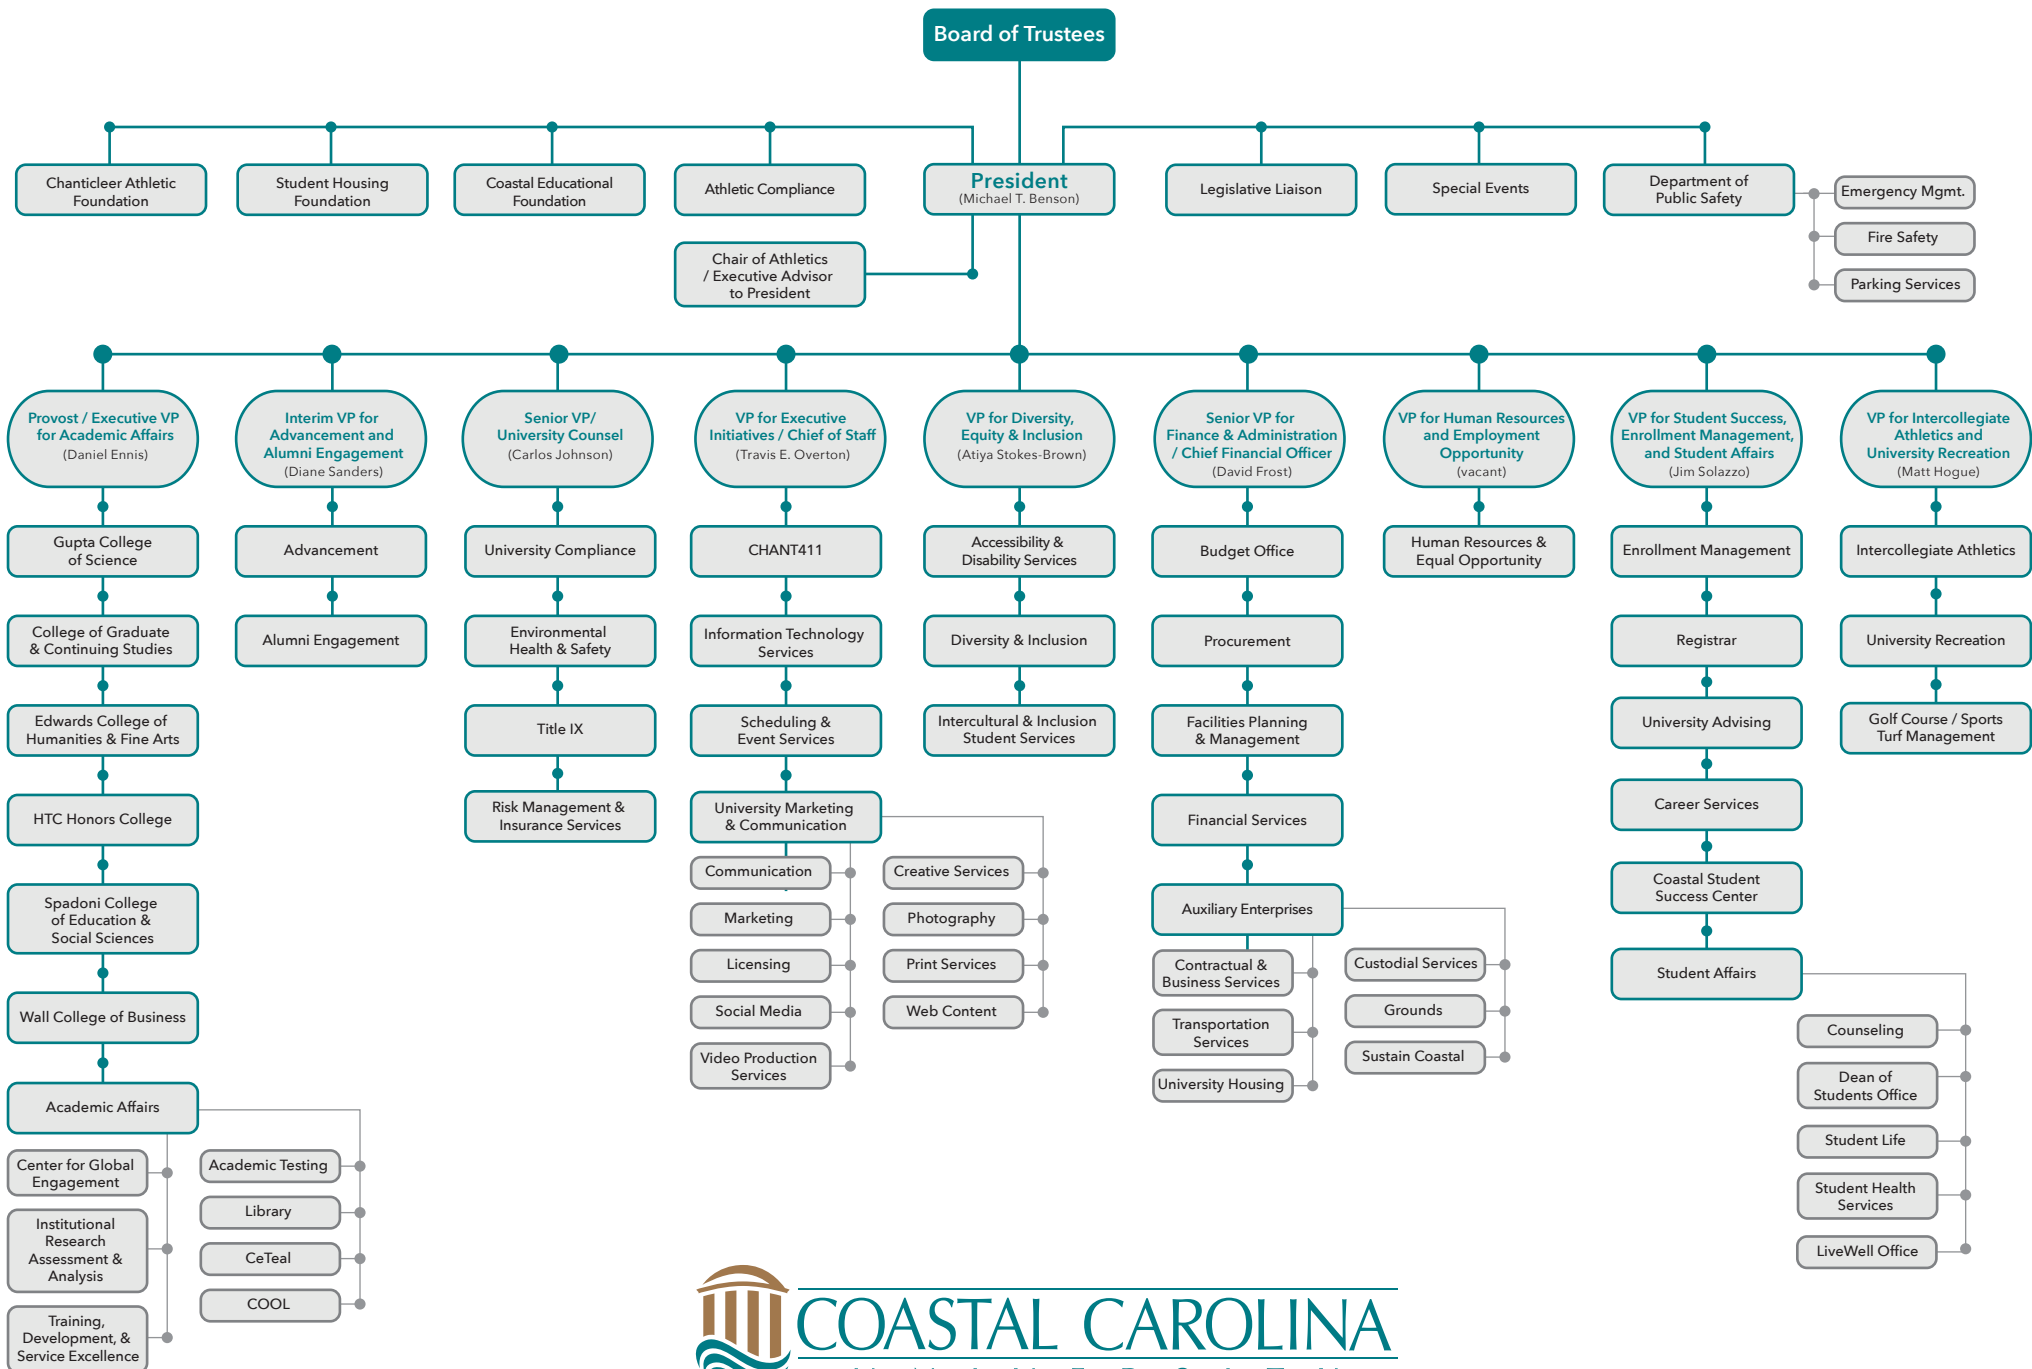 Board of Trustees
Chanticleer Athletic
Foundation
Student Housing
Foundation
Coastal Educational
Foundation
Athletic Compliance
President
(Michael T. Benson)
Legislative Liaison
Special Events
Department of
Public Safety
Emergency Mgmt.
Fire Safety
Parking Services
Chair of Athletics
/ Executive Advisor
to President
Provost / Executive VP
for Academic Affairs
(Daniel Ennis)
Gupta College
of Science
College of Graduate
& Continuing Studies
Edwards College of
Humanities & Fine Arts
HTC Honors College
Spadoni College
of Education &
Social Sciences
Wall College of Business
Academic Affairs
Center for Global
Engagement
Institutional
Research
Assessment &
Analysis
Training,
Development, &
Service Excellence
Academic Testing
Library
CeTeal
COOL
Interim VP for
Advancement and
Alumni Engagement
(Diane Sanders)
Advancement
Alumni Engagement
Senior VP/
University Counsel
(Carlos Johnson)
University Compliance
Environmental
Health & Safety
Title IX
Risk Management &
Insurance Services
VP for Executive
Initiatives / Chief of Staff
(Travis E. Overton)
CHANT411
Information Technology
Services
Scheduling &
Event Services
University Marketing
& Communication
Communication
Marketing
Licensing
Social Media
Video Production
Services
Creative Services
Photography
Print Services
Web Content
VP for Diversity,
Equity & Inclusion
(Atiya Stokes-Brown)
Accessibility &
Disability Services
Diversity & Inclusion
Intercultural & Inclusion
Student Services
Senior VP for
Finance & Administration
/ Chief Financial Officer
(David Frost)
Budget Office
Procurement
Facilities Planning
& Management
Financial Services
Auxiliary Enterprises
Contractual &
Business Services
Transportation
Services
University Housing
Custodial Services
Grounds
Sustain Coastal
VP for Human Resources
and Employment
Opportunity
(vacant)
Human Resources &
Equal Opportunity
VP for Student Success,
Enrollment Management,
and Student Affairs
(Jim Solazzo)
Enrollment Management
Registrar
University Advising
Career Services
Coastal Student
Success Center
Student Affairs
Counseling
Dean of
Students Office
Student Life
Student Health
Services
LiveWell Office
VP for Intercollegiate
Athletics and
University Recreation
(Matt Hogue)
Intercollegiate Athletics
University Recreation
Golf Course / Sports
Turf Management
COASTAL CAROLINA